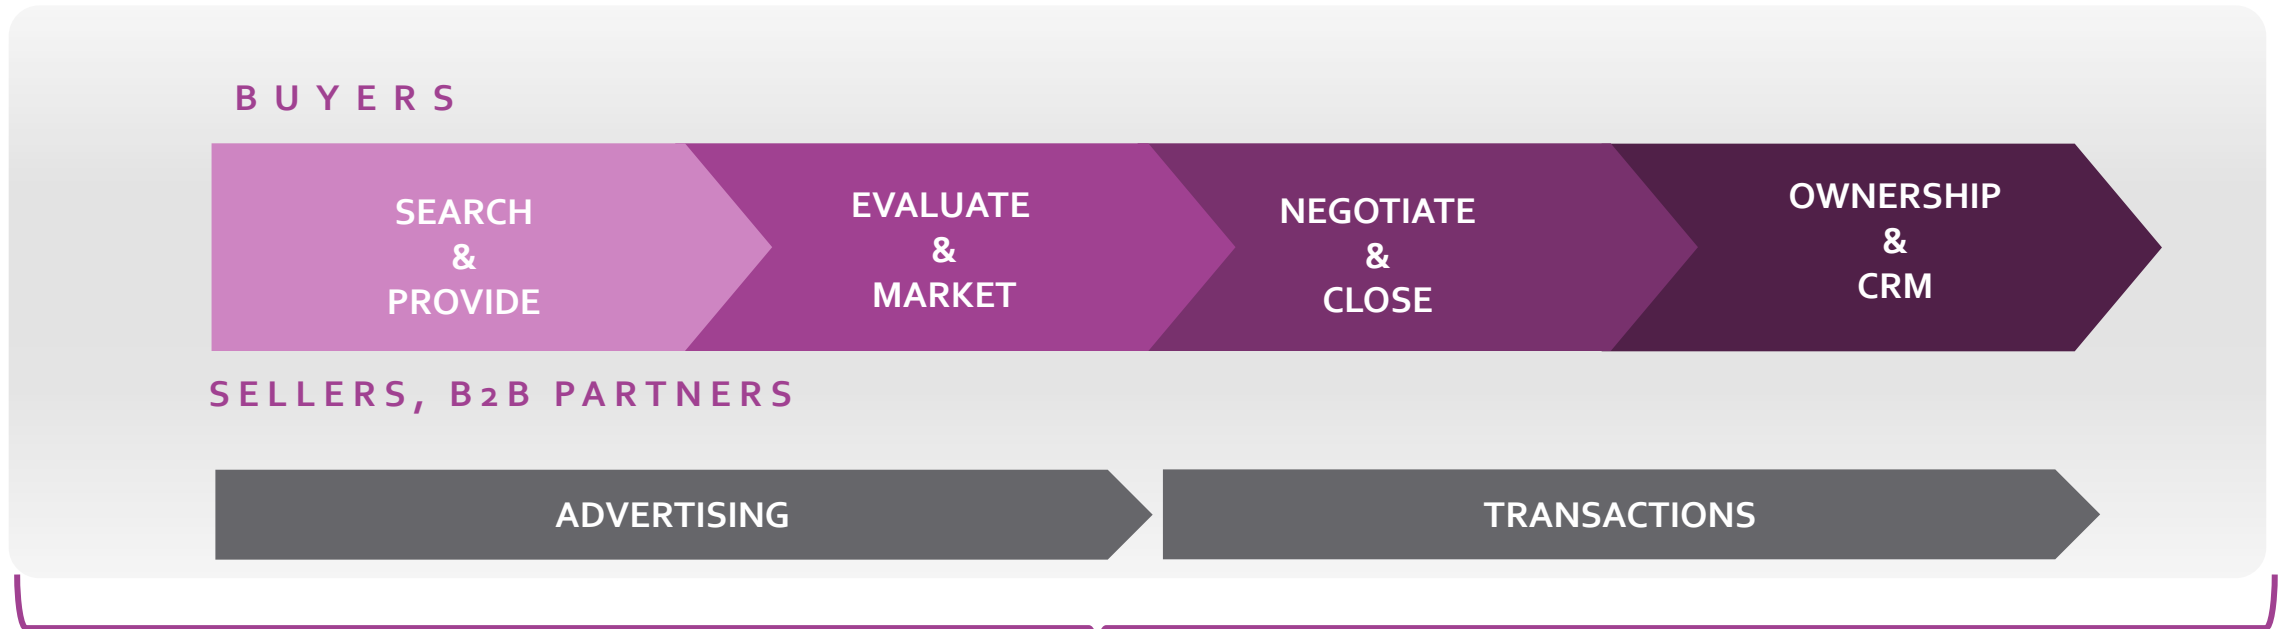 BUYERS
SEARCH
&
PROVIDE
EVALUATE
&
MARKET
NEGOTIATE
&
CLOSE
OWNERSHIP
&
CRM
SELLERS, B2B PARTNERS
ADVERTISING
TRANSACTIONS